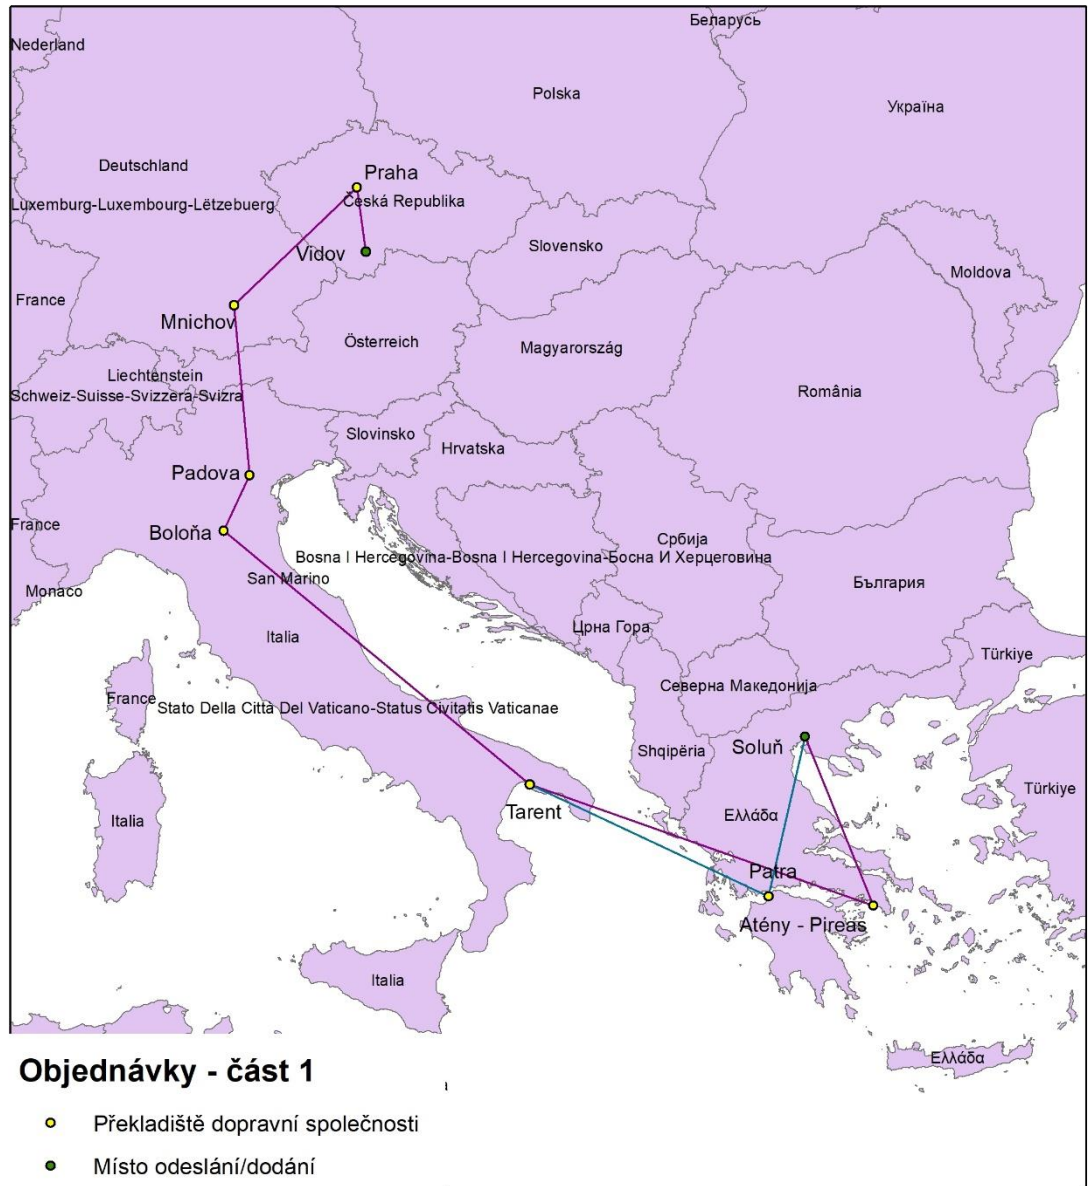 Беларусь
Nederland
Polska
Україна
Deutschland
Praha
Luxemburg-Luxembourg-Lëtzebuerg
Česká Republika
Slovensko
Vidov
Moldova
France
Mnichov
Österreich
Magyarország
Liechtenstein
Schweiz-Suisse-Svizzera-Svizra
România
Slovinsko
Hrvatska
Padova
France
Boloňa
Србија
Bosna I Hercegovina-Bosna I Hercegovina-Босна И Херцеговина
San Marino
България
Monaco
Црна Гора
Italia
Türkiye
Северна Македонија
France
Stato Della Città Del Vaticano-Status Civitatis Vaticanae
Soluň
Shqipëria
Türkiye
Italia
Tarent
Ελλάδα
Patra
Atény - Pireas
Italia
Ελλάδα
Objednávky - část 1
Překladiště dopravní společnosti
Místo odeslání/dodání